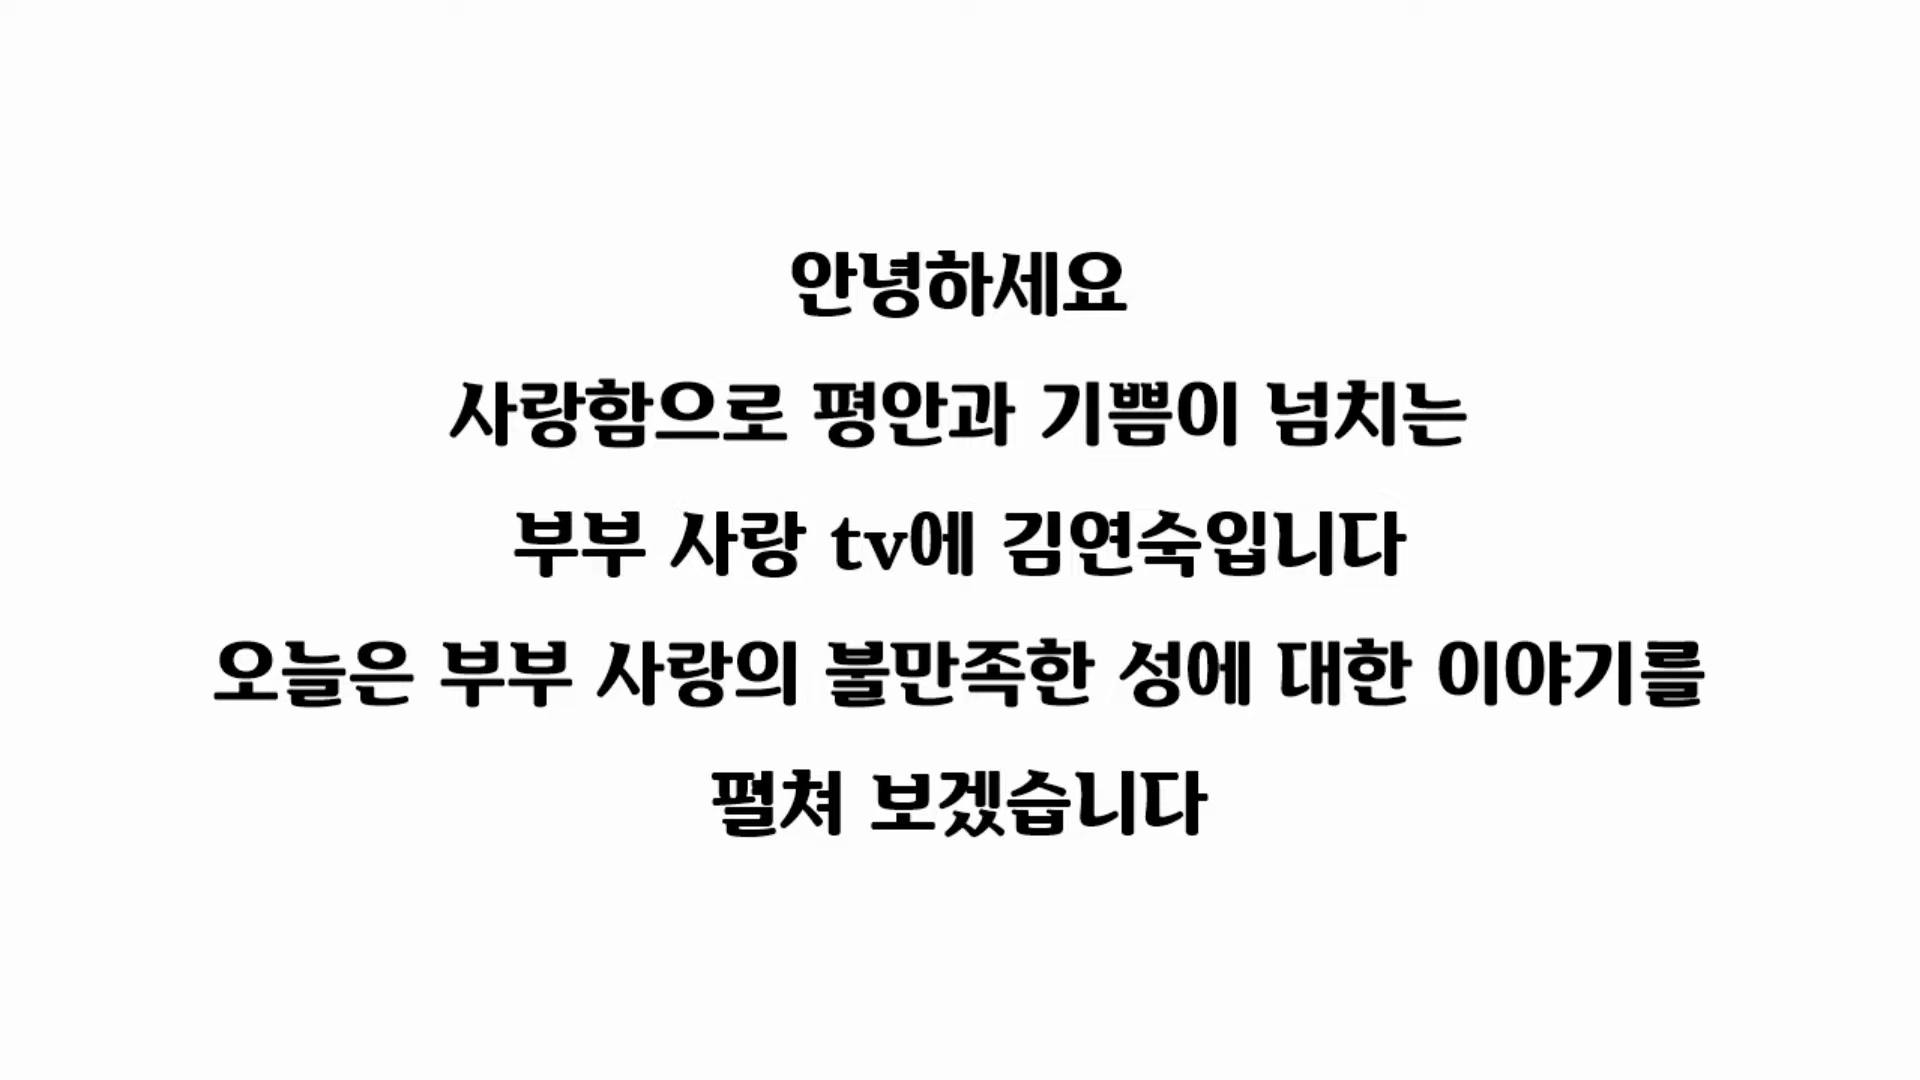 안녕하세요
사랑함으로 평안과 기쁨이 넘치는
부부 사랑 tv에 김연숙입니다
오늘은 부부 사랑의 불만족한 성에 대한 이야기를
펼쳐 보겠습니다